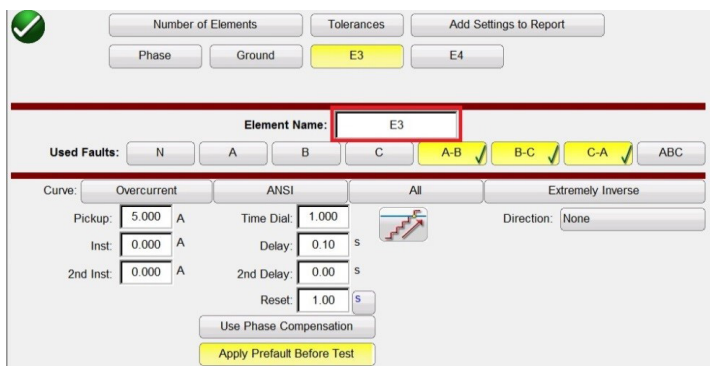 Number of Elements Tolerances Add Settings to Report
Phase Ground E3 E4
Element Name: E3
Used Faults: N A B C A-B B-C C-A ABC
Curve: Overcurrent ANSI All Extremely Inverse
Pickup: 5.000 A Time Dial: 1.000 Direction: None
Inst: 0.000 A Delay: 0.10 s
2nd Inst: 0.000 A 2nd Delay: 0.00 s
Reset: 1.00 s
Use Phase Compensation
Apply Prefault Before Test